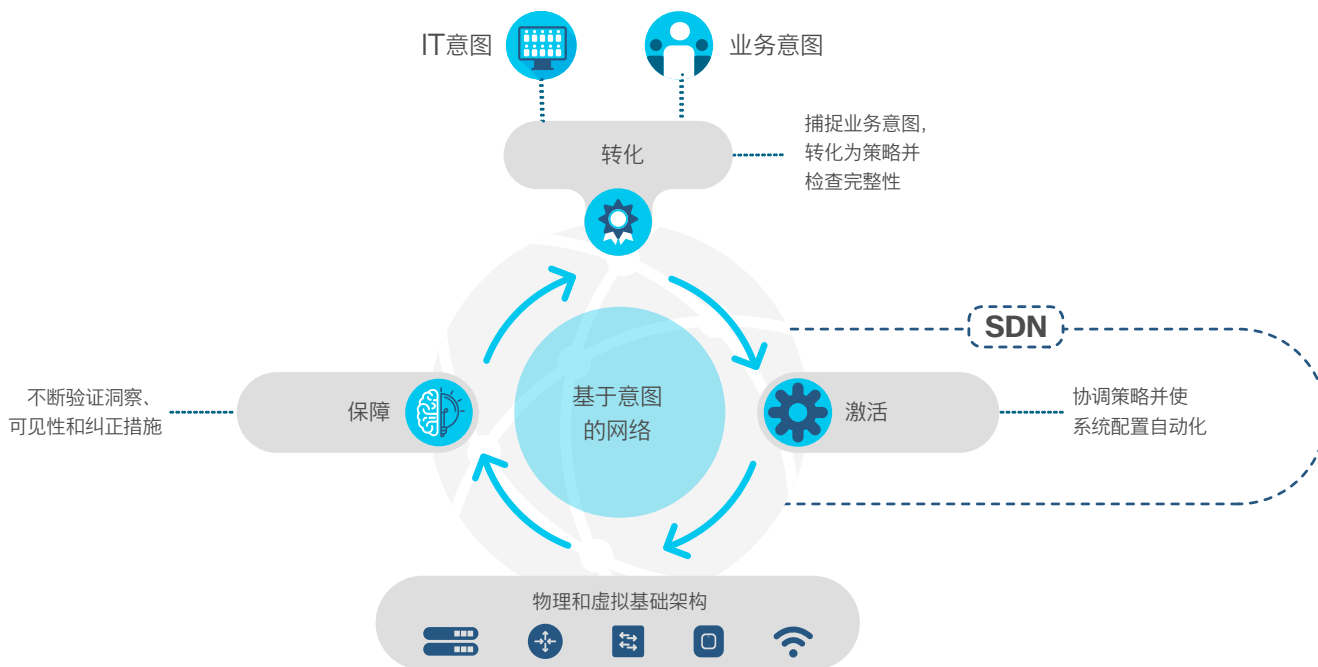 IT意图
业务意图
转化
捕捉业务意图，
转化为策略并
检查完整性
SDN
不断验证洞察、
可见性和纠正措施
保障
基于意图
的网络
激活
协调策略并使
系统配置自动化
物理和虚拟基础架构